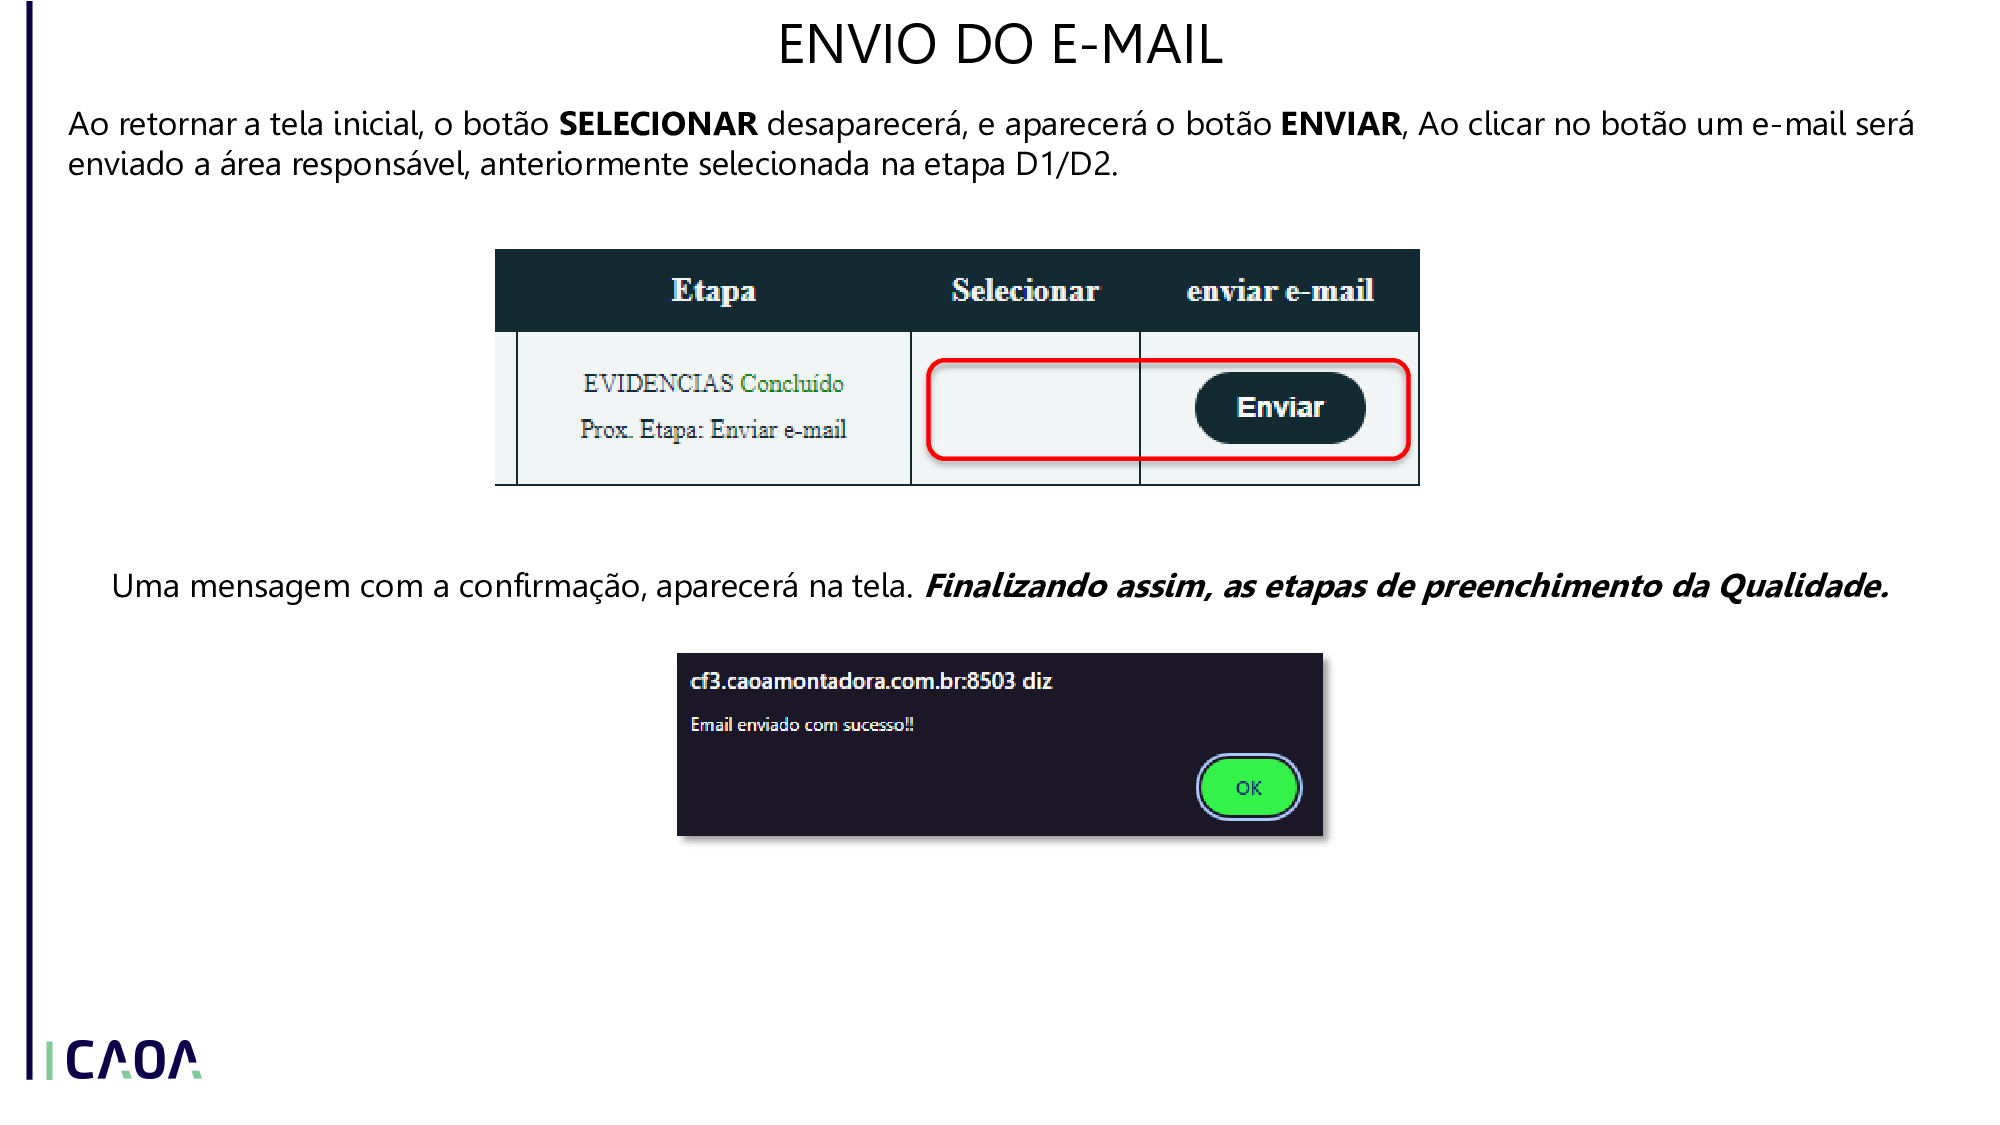 ENVIO DO E-MAIL
Ao retornar a tela inicial, o botão SELECIONAR desaparecerá, e aparecerá o botão ENVIAR, Ao clicar no botão um e-mail será
enviado a área responsável, anteriormente selecionada na etapa D1/D2.
Etapa Selecionar enviar e-mail
EVIDENCIAS Concluído
Enviar
Prox. Etapa: Enviar e-mail
Uma mensagem com a confirmação, aparecerá na tela. Finalizando assim, as etapas de preenchimento da Qualidade.
cf3.caoamontadora.com.br:8503 diz
Email enviado com sucesso!!
OK
CAOA